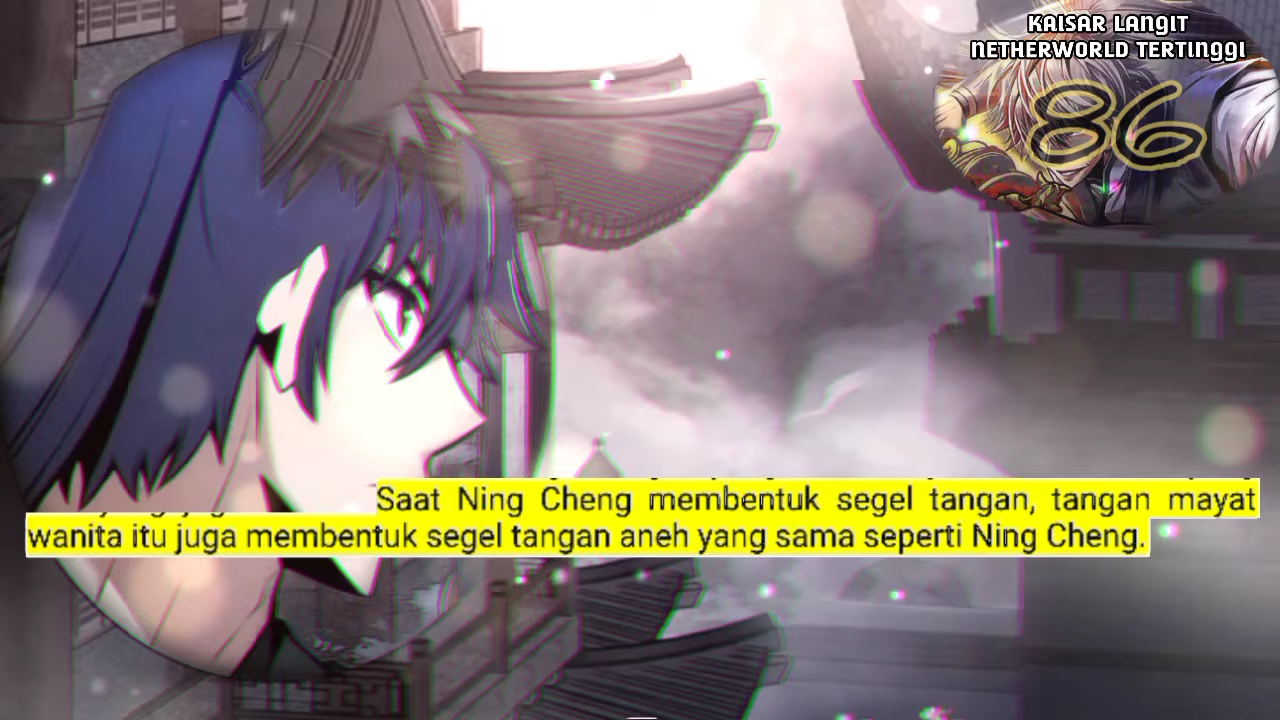 KAISAR LANGIT
NETHERWORLD TERTINGGI
86
Saat Ning Cheng membentuk segel tangan, tangan mayat
wanita itu juga membentuk segel tangan aneh yang sama seperti Ning Cheng.